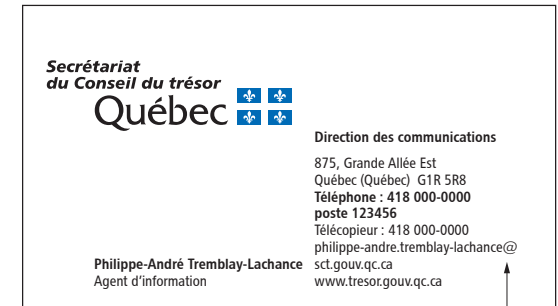 Secrétariat
du Conseil du trésor
Québec
Direction des communications
875, Grande Allée Est
Québec (Québec) G1R 5R8
Téléphone : 418 000-0000
poste 123456
Télécopieur : 418 000-0000
philippe-andre.tremblay-lachance@
sct.gouv.qc.ca
www.tresor.gouv.qc.ca
Philippe-André Tremblay-Lachance
Agent d'information